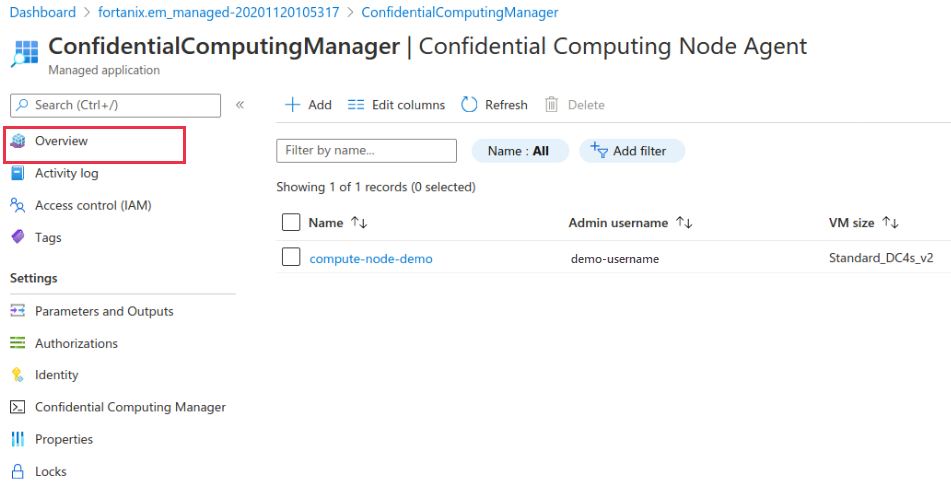 Dashboard > fortanix.em_managed-20201120105317 > ConfidentialComputingManager
ConfidentialComputingManager | Confidential Computing Node Agent
Managed application
Search (Ctrl+/)
«
Add
Edit columns
Refresh
Delete
Overview
Activity log
Access control (IAM)
Tags
Settings
Parameters and Outputs
Authorizations
Identity
Confidential Computing Manager
Properties
Locks
Filter by name...
Name : All
Add filter
Showing 1 of 1 records (0 selected)
Name ↑↓ Admin username ↑↓ VM size ↑↓
compute-node-demo demo-username Standard_DC4s_v2